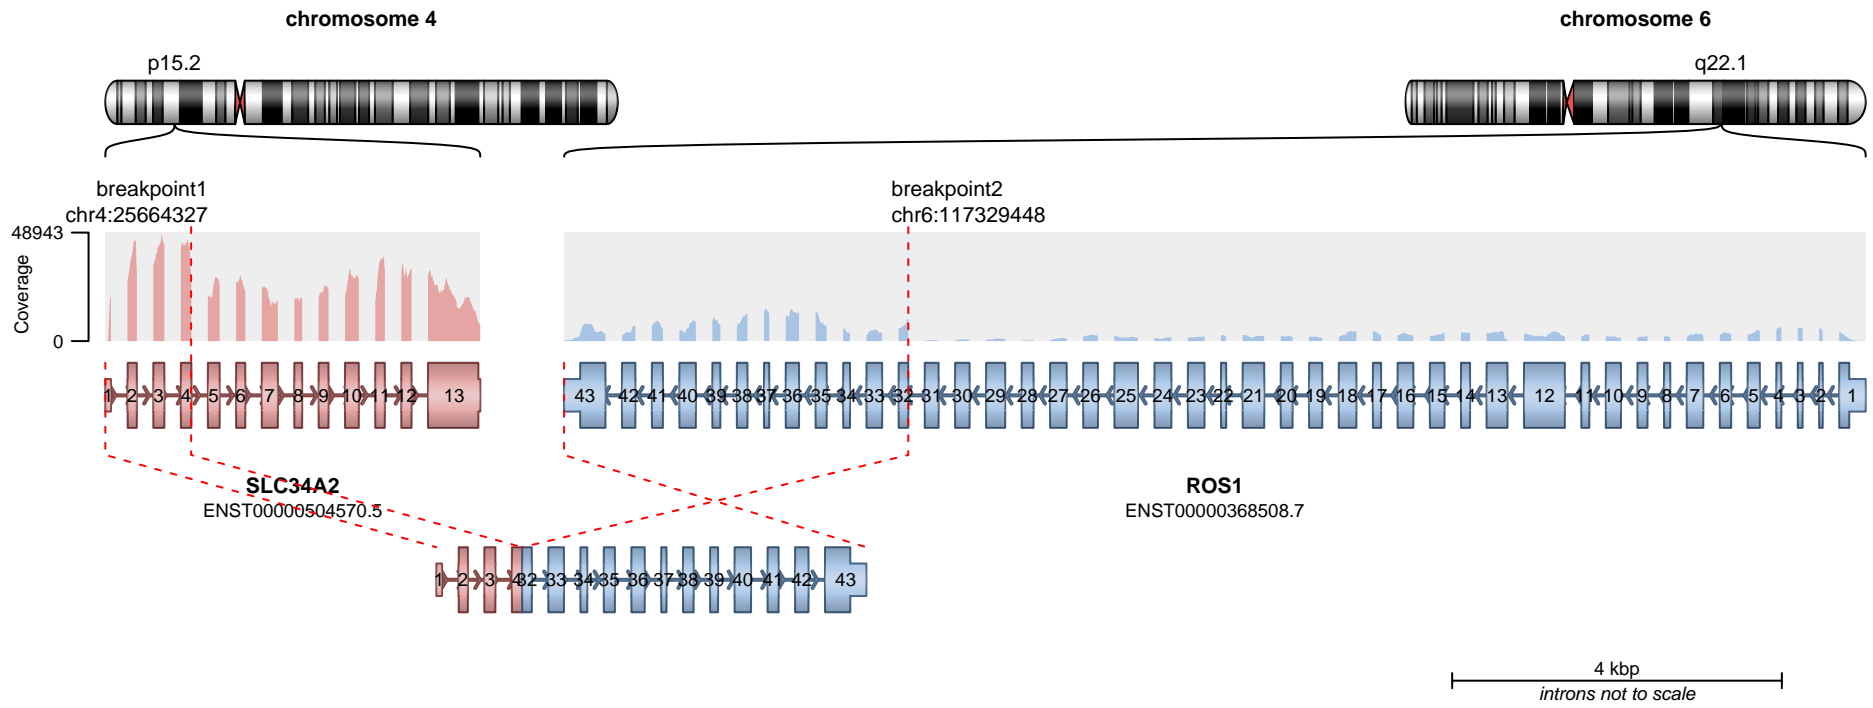 chromosome 4
chromosome 6
p15.2
q22.1
breakpoint1
chr4:25664327
breakpoint2
chr6:117329448
48943
Coverage
0
1 2 3 4 5 6 7 8 9 10 11 12 13
43 42 41 40 39 38 37 36 35 34 33 32 31 30 29 28 27 26 25 24 23 22 21 20 19 18 17 16 15 14 13 12 11 10 9 8 7 6 5 4 3 2 1
SLC34A2
ENST00000504570.5
ROS1
ENST00000368508.7
1 2 3 4 32 33 34 35 36 37 38 39 40 41 42 43
4 kbp
introns not to scale